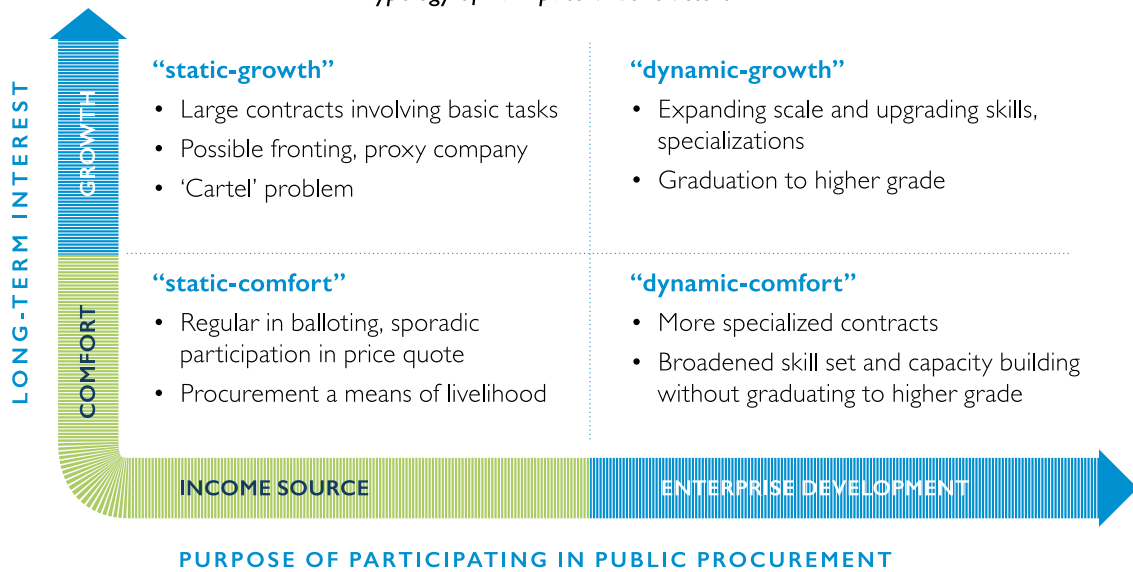 “static-growth”
• Large contracts involving basic tasks
• Possible fronting, proxy company
• ‘Cartel’ problem
“dynamic-growth”
• Expanding scale and upgrading skills,
specializations
• Graduation to higher grade
“static-comfort”
• Regular in balloting, sporadic
participation in price quote
• Procurement a means of livelihood
“dynamic-comfort”
• More specialized contracts
• Broadened skill set and capacity building
without graduating to higher grade
LONG-TERM INTEREST
GROWTH
COMFORT
INCOME SOURCE
ENTERPRISE DEVELOPMENT
PURPOSE OF PARTICIPATING IN PUBLIC PROCUREMENT